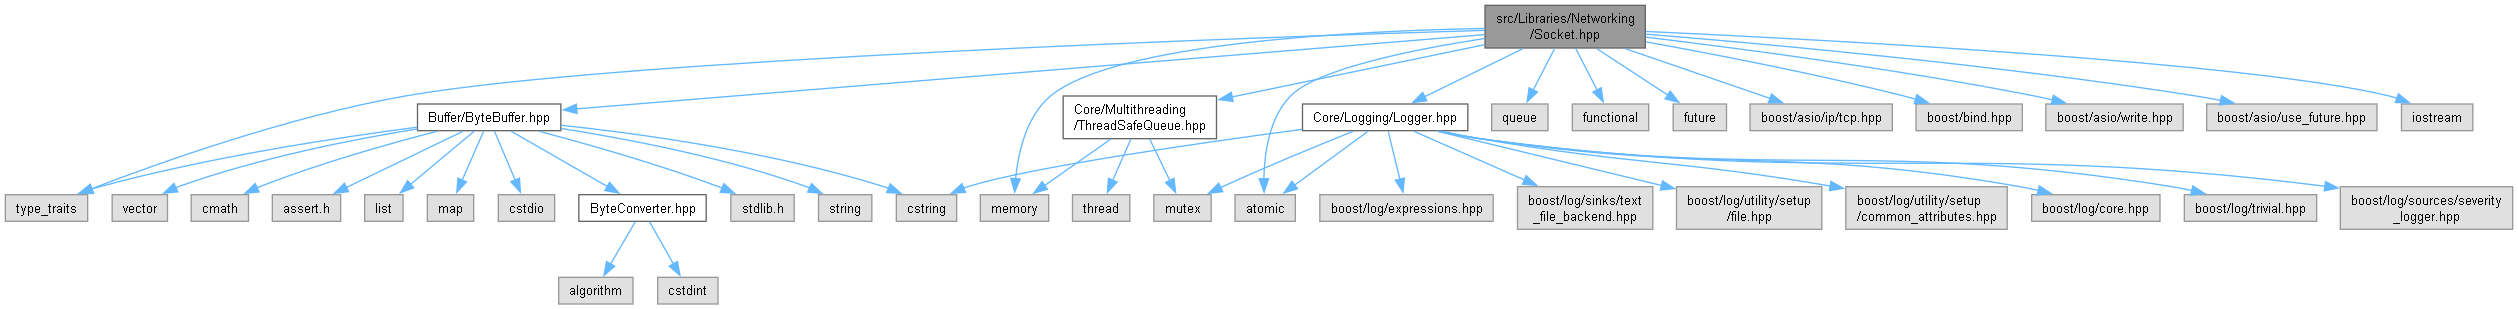 src/Libraries/Networking
/Socket.hpp
Buffer/ByteBuffer.hpp
Core/Multithreading
/ThreadSafeQueue.hpp
Core/Logging/Logger.hpp
queue
functional
future
boost/asio/ip/tcp.hpp
boost/bind.hpp
boost/asio/write.hpp
boost/asio/use_future.hpp
iostream
type_traits
vector
cmath
assert.h
list
map
cstdio
ByteConverter.hpp
stdlib.h
string
cstring
memory
thread
mutex
atomic
boost/log/expressions.hpp
boost/log/sinks/text
_file_backend.hpp
boost/log/utility/setup
/file.hpp
boost/log/utility/setup
/common_attributes.hpp
boost/log/core.hpp
boost/log/trivial.hpp
boost/log/sources/severity
_logger.hpp
algorithm
cstdint